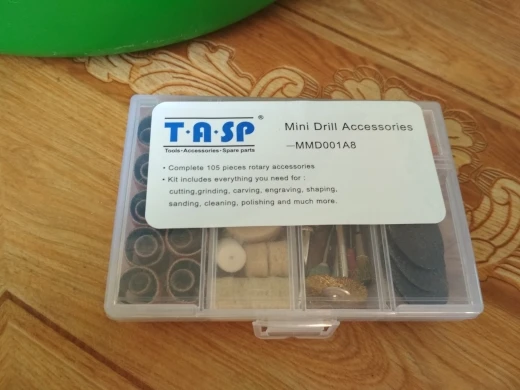 T·A·SP®
Tools·Accessories·Spare parts
Mini Drill Accessories
—MMD001A8
• Complete 105 pieces rotary accessories
• Kit includes everything you need for :
cutting,grinding, carving, engraving, shaping,
sanding, cleaning, polishing and much more.